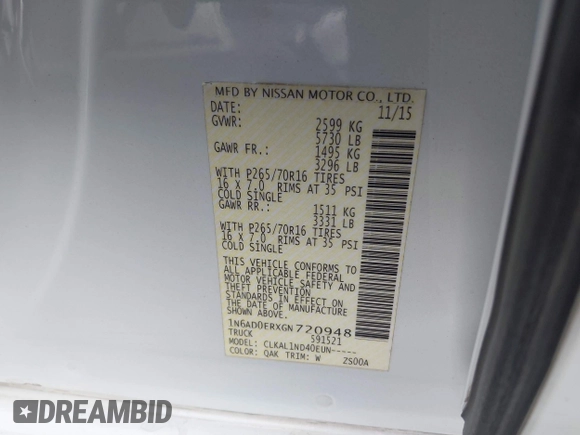 MFD BY NISSAN MOTOR CO., LTD.
DATE: 11/15
GVWR: 2599 KG
5730 LB
GAWR FR.: 1495 KG
3296 LB
WITH P265/70R16 TIRES
16 X 7.0 RIMS AT 35 PSI
COLD SINGLE
GAWR RR.: 1511 KG
3331 LB
WITH P265/70R16 TIRES
16 X 7.0 RIMS AT 35 PSI
COLD SINGLE
THIS VEHICLE CONFORMS TO
ALL APPLICABLE FEDERAL
MOTOR VEHICLE SAFETY AND
THEFT PREVENTION
STANDARDS IN EFFECT ON
THE DATE OF MANUFACTURE
SHOWN ABOVE.
1N6AD0ERXGN720948
TRUCK 591521
MODEL: CLKAL1ND40EUN-----
COLOR: QAK TRIM: W ZS00A
DREAMBID